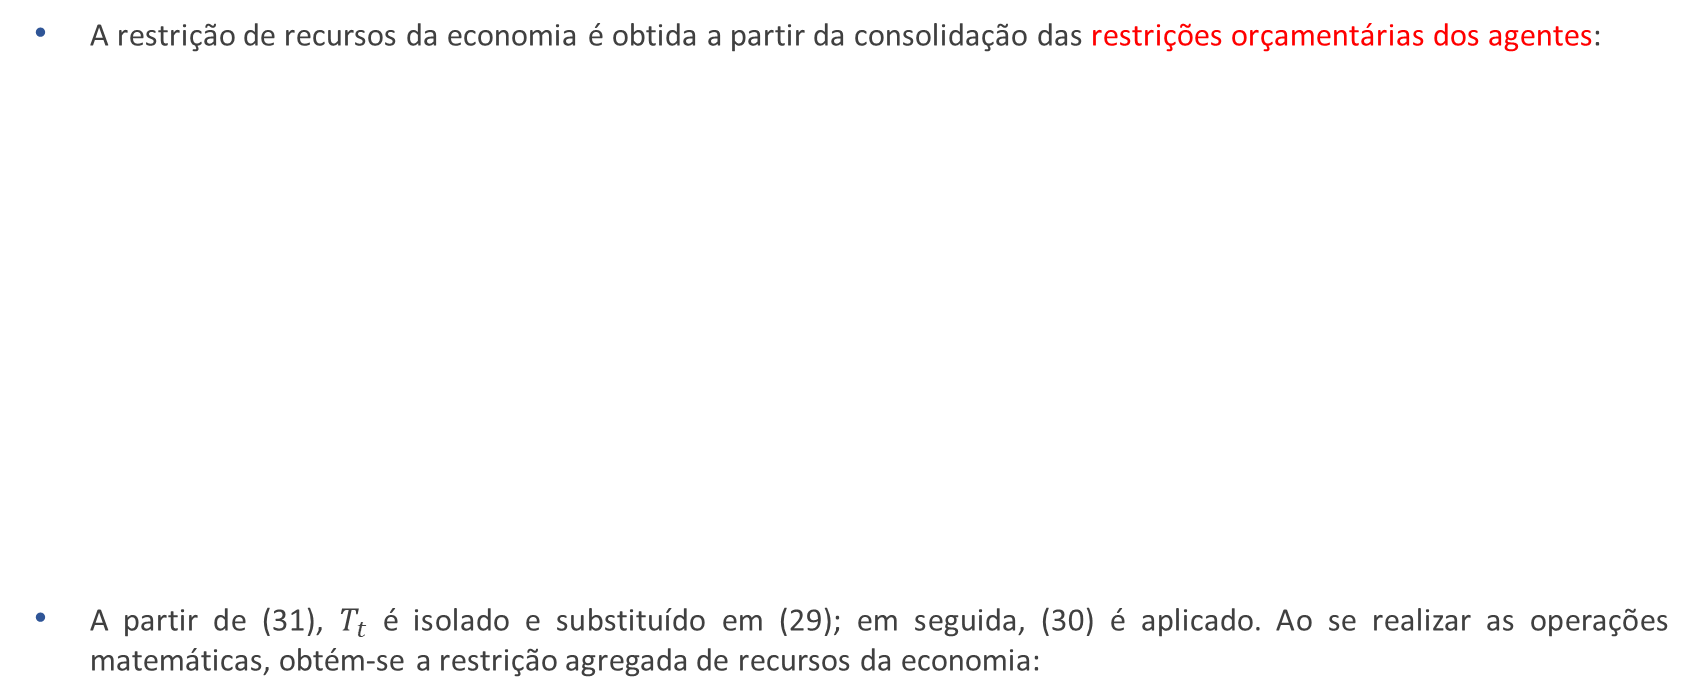 • A restrição de recursos da economia é obtida a partir da consolidação das restrições orçamentárias dos agentes:
• A partir de (31), 𝑇ₜ é isolado e substituído em (29); em seguida, (30) é aplicado. Ao se realizar as operações
matemáticas, obtém-se a restrição agregada de recursos da economia: